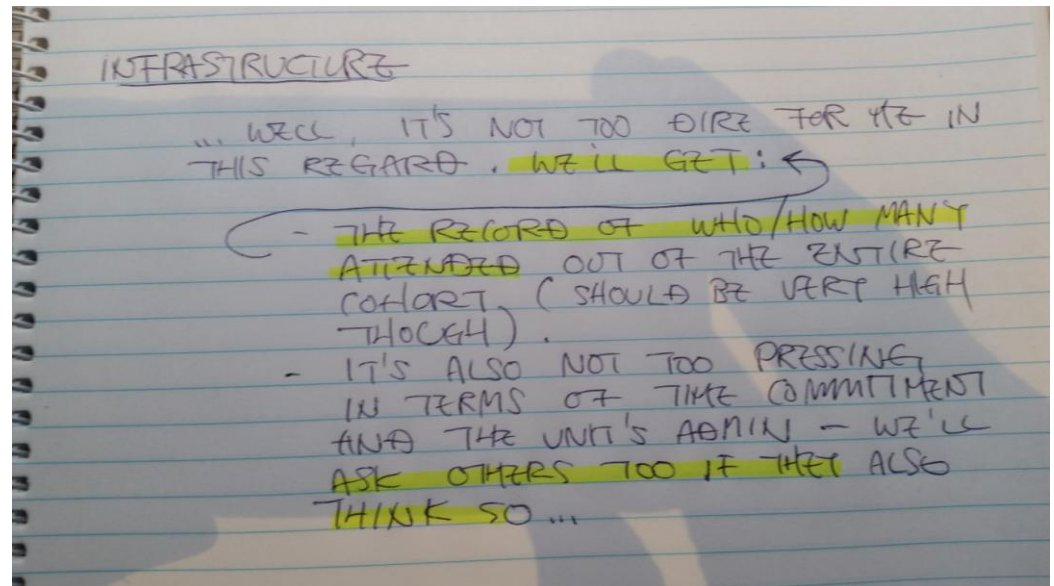 INFRASTRUCTURE
... WELL, IT'S NOT TOO DIRE FOR ME IN
THIS REGARD. WE'LL GET:
- THE RECORD OF WHO/HOW MANY
ATTENDED OUT OF THE ENTIRE
COHORT, (SHOULD BE VERY HIGH
THOUGH).
- IT'S ALSO NOT TOO PRESSING
IN TERMS OF TIME COMMITMENT
AND THE UNIT'S ADMIN - WE'LL
ASK OTHERS TOO IF THEY ALSO
THINK SO ...